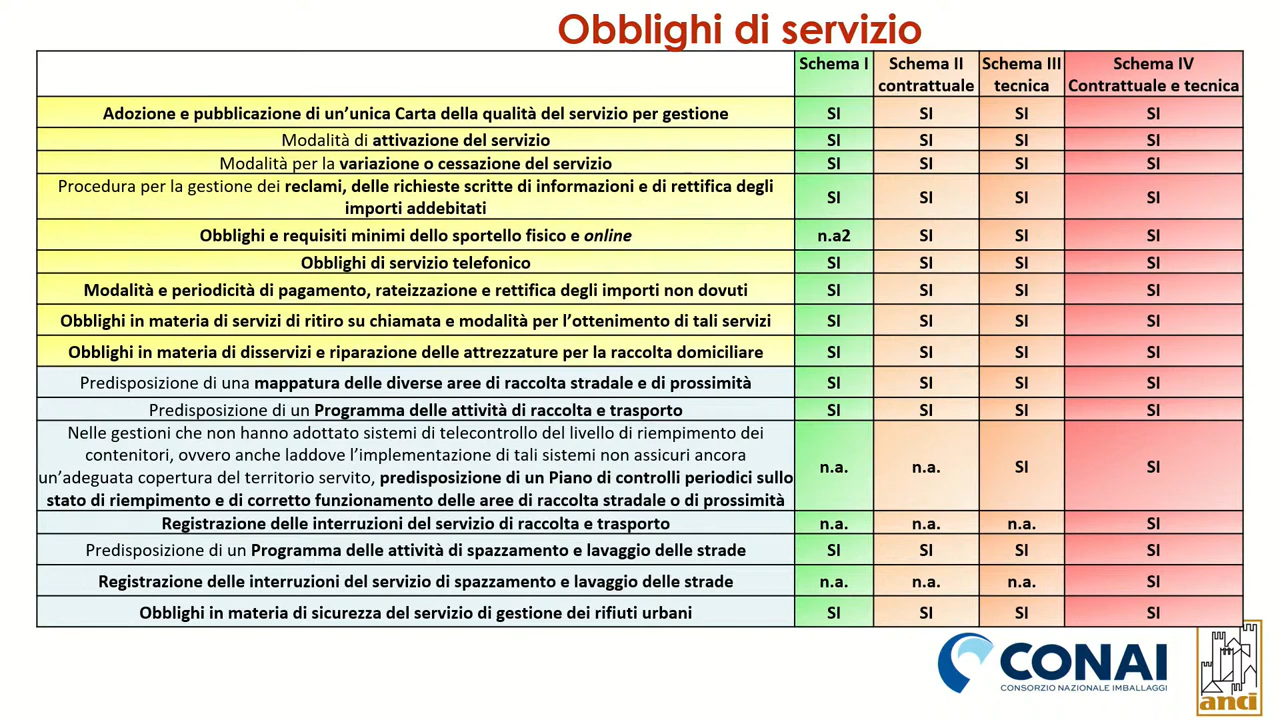 Obblighi di servizio
Schema I
Schema II
contrattuale
Schema III
tecnica
Schema IV
Contrattuale e tecnica
Adozione e pubblicazione di un'unica Carta della qualità del servizio per gestione SI SI SI SI
Modalità di attivazione del servizio SI SI SI SI
Modalità per la variazione o cessazione del servizio SI SI SI SI
Procedura per la gestione dei reclami, delle richieste scritte di informazioni e di rettifica degli
importi addebitati SI SI SI SI
Obblighi e requisiti minimi dello sportello fisico e online n.a2 SI SI SI
Obblighi di servizio telefonico SI SI SI SI
Modalità e periodicità di pagamento, rateizzazione e rettifica degli importi non dovuti SI SI SI SI
Obblighi in materia di servizi di ritiro su chiamata e modalità per l'ottenimento di tali servizi SI SI SI SI
Obblighi in materia di disservizi e riparazione delle attrezzature per la raccolta domiciliare SI SI SI SI
Predisposizione di una mappatura delle diverse aree di raccolta stradale e di prossimità SI SI SI SI
Predisposizione di un Programma delle attività di raccolta e trasporto SI SI SI SI
Nelle gestioni che non hanno adottato sistemi di telecontrollo del livello di riempimento dei
contenitori, ovvero anche laddove l'implementazione di tali sistemi non assicuri ancora
un'adeguata copertura del territorio servito, predisposizione di un Piano di controlli periodici sullo
stato di riempimento e di corretto funzionamento delle aree di raccolta stradale o di prossimità n.a. n.a. SI SI
Registrazione delle interruzioni del servizio di raccolta e trasporto n.a. n.a. n.a. SI
Predisposizione di un Programma delle attività di spazzamento e lavaggio delle strade SI SI SI SI
Registrazione delle interruzioni del servizio di spazzamento e lavaggio delle strade n.a. n.a. n.a. SI
Obblighi in materia di sicurezza del servizio di gestione dei rifiuti urbani SI SI SI SI
CONAI
CONSORZIO NAZIONALE IMBALLAGGI
anci